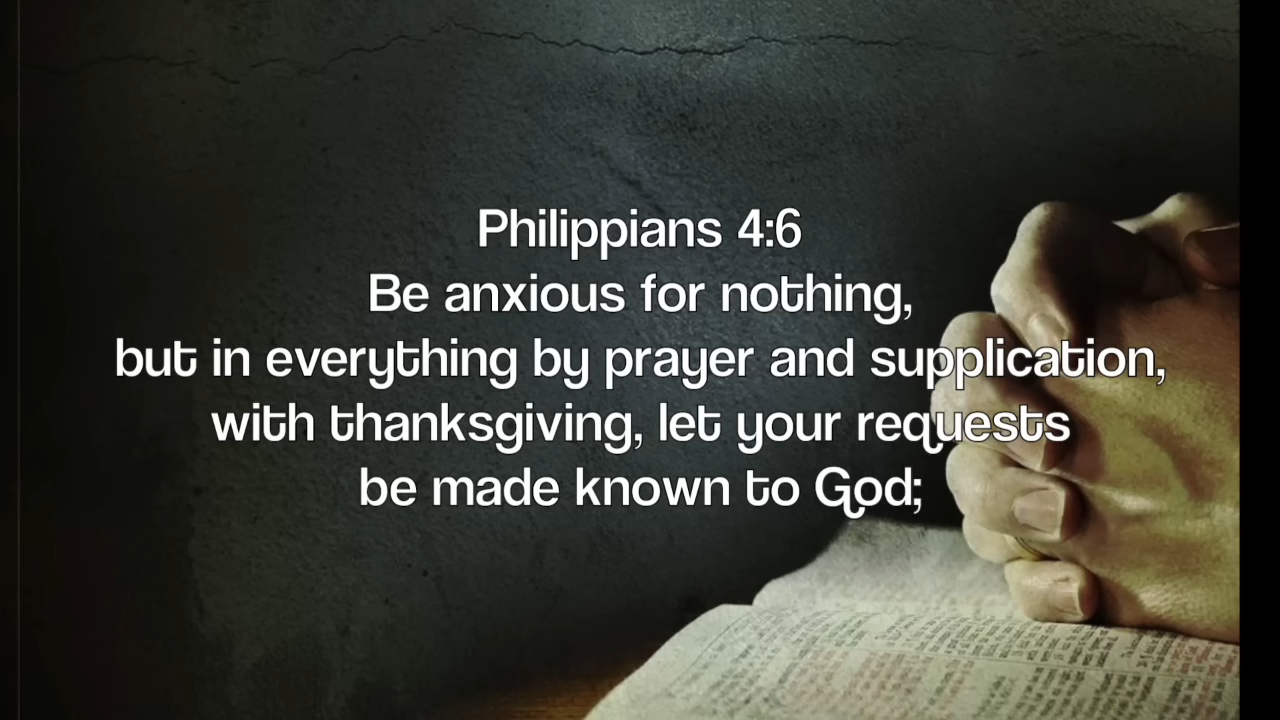 Philippians 4:6
Be anxious for nothing,
but in everything by prayer and supplication,
with thanksgiving, let your requests
be made known to God;